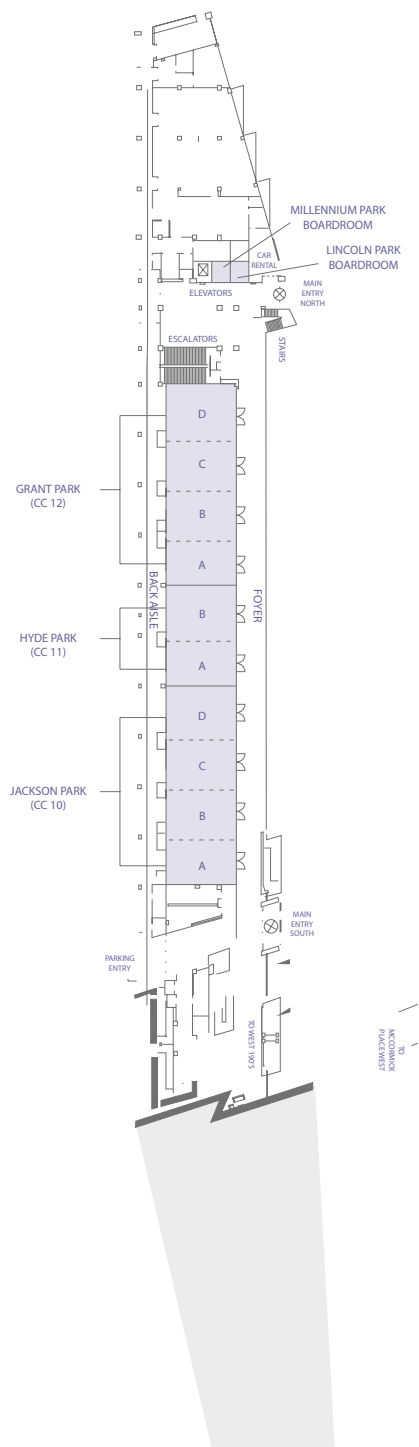 MILLENNIUM PARK
BOARDROOM
LINCOLN PARK
BOARDROOM
CAR
RENTAL
MAIN
ENTRY
NORTH
ELEVATORS
STAIRS
ESCALATORS
D
C
GRANT PARK
(CC 12)
B
A
BACK AISLE
FOYER
B
HYDE PARK
(CC 11)
A
D
C
JACKSON PARK
(CC 10)
B
A
MAIN
ENTRY
SOUTH
PARKING
ENTRY
TO WEST 190'S
TO
MCCORMICK
PLACE WEST